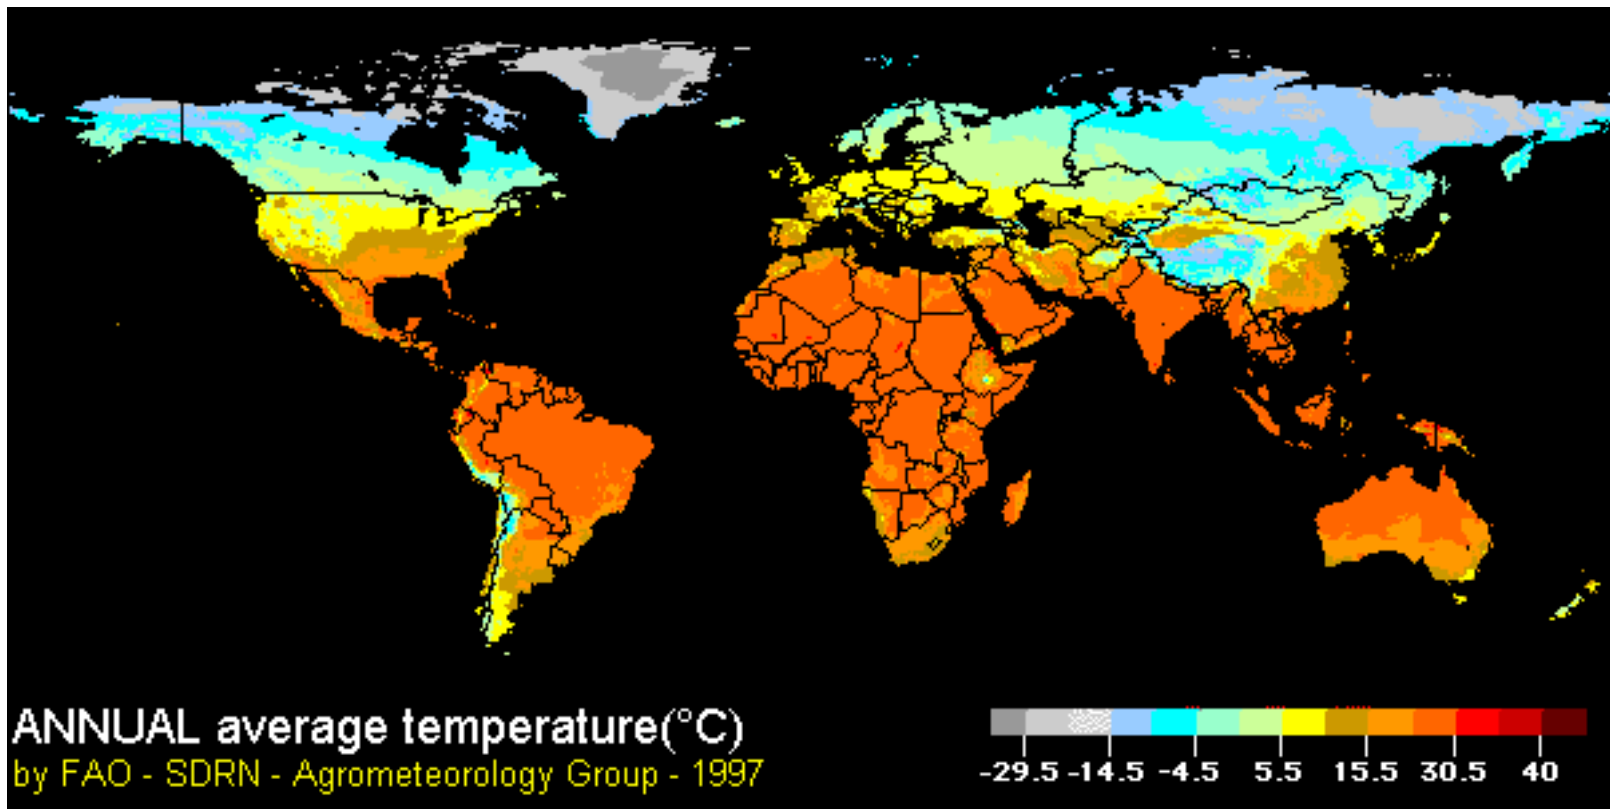 ANNUAL average temperature(°C)
by FAO - SDRN - Agrometeorology Group - 1997
-29.5 -14.5 -4.5 5.5 15.5 30.5 40